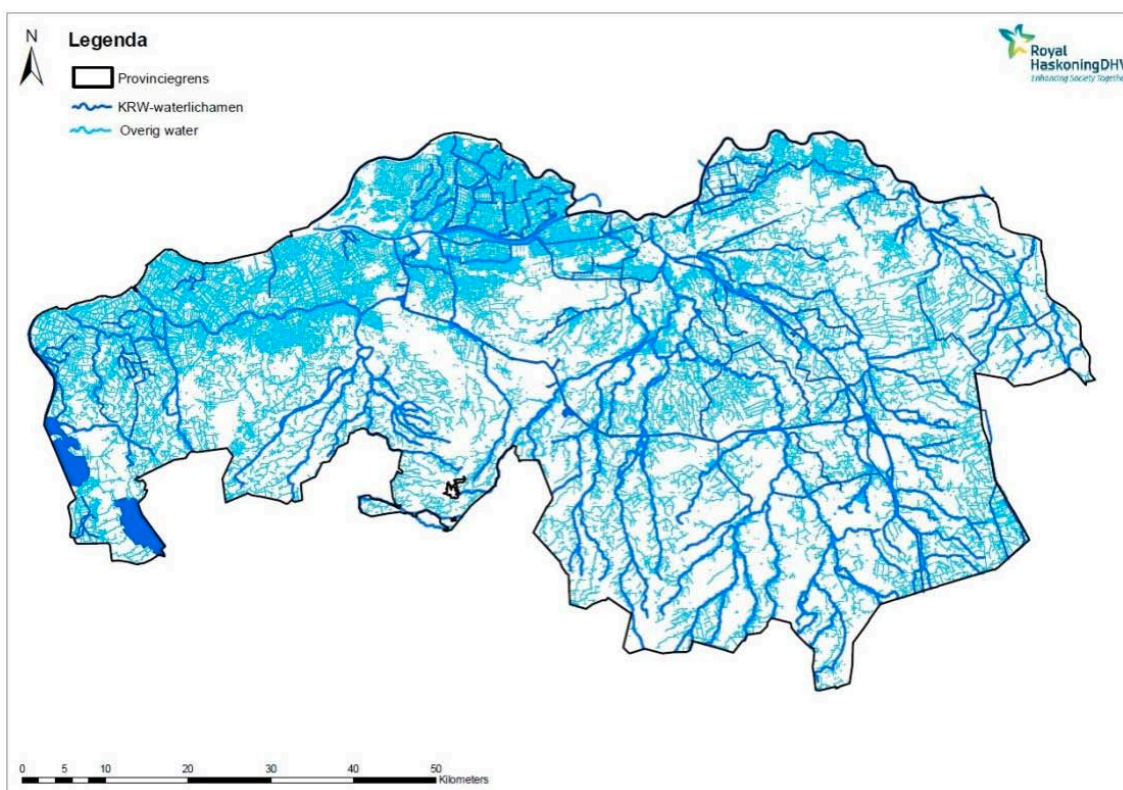 N
Legenda
Provinciegrens
KRW-waterlichamen
Overig water
Royal
HaskoningDHV
Enhancing Society Together
0 5 10 20 30 40 50
Kilometers